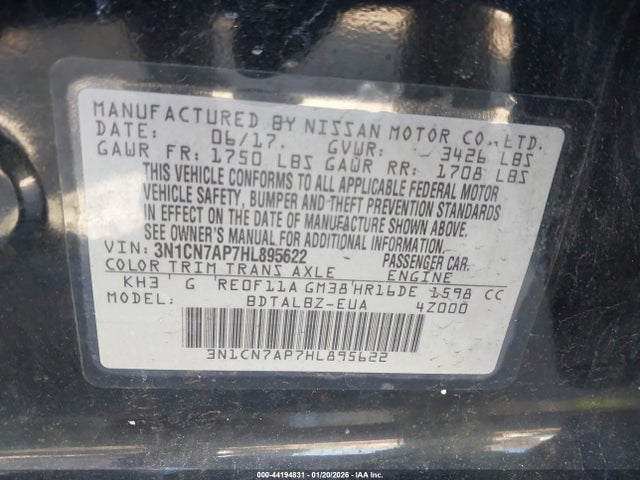 MANUFACTURED BY NISSAN MOTOR CO.,LTD.
DATE: 06/17. GVWR: 3426 LBS
GAWR FR: 1750 LBS GAWR RR: 1708 LBS
THIS VEHICLE CONFORMS TO ALL APPLICABLE FEDERAL MOTOR
VEHICLE SAFETY, BUMPER AND THEFT PREVENTION STANDARDS
IN EFFECT ON THE DATE OF MANUFACTURE SHOWN ABOVE.
SEE OWNER'S MANUAL FOR ADDITIONAL INFORMATION
VIN: 3N1CN7AP7HL895622 PASSENGER CAR.
COLOR TRIM TRANS AXLE ENGINE
KH3 G RE0F11A GM38 HR16DE 1598 CC
BDTALBZ-EUA 4Z000
3N1CN7AP7HL895622
000-44194831 - 01/20/2026 - © IAA, Inc.